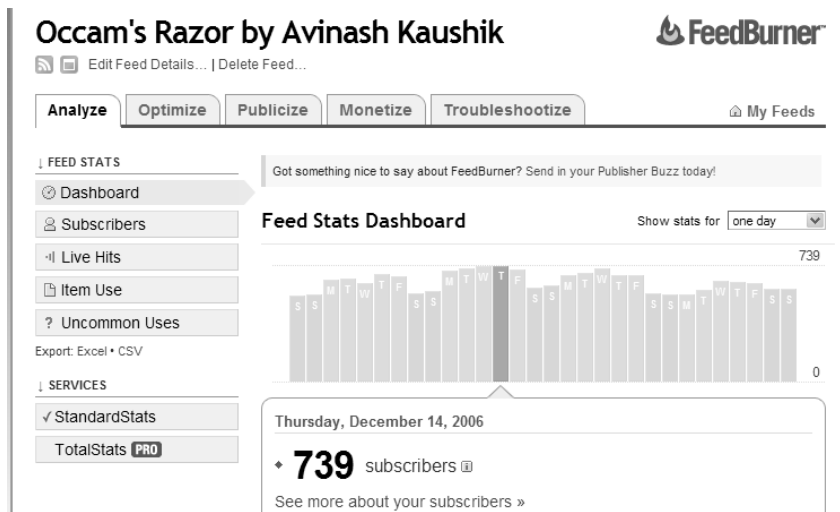 Occam's Razor by Avinash Kaushik
FeedBurner™
Edit Feed Details... | Delete Feed...
Analyze Optimize Publicize Monetize Troubleshootize My Feeds
↓ FEED STATS
Dashboard
Subscribers
Live Hits
Item Use
? Uncommon Uses
Export: Excel • CSV
↓ SERVICES
✓ StandardStats
TotalStats PRO
Got something nice to say about FeedBurner? Send in your Publisher Buzz today!
Feed Stats Dashboard
Show stats for one day
739
S S M T W T F S S M T W T F S S M T W T F S S M T W T F S S
0
Thursday, December 14, 2006
739 subscribers
See more about your subscribers »